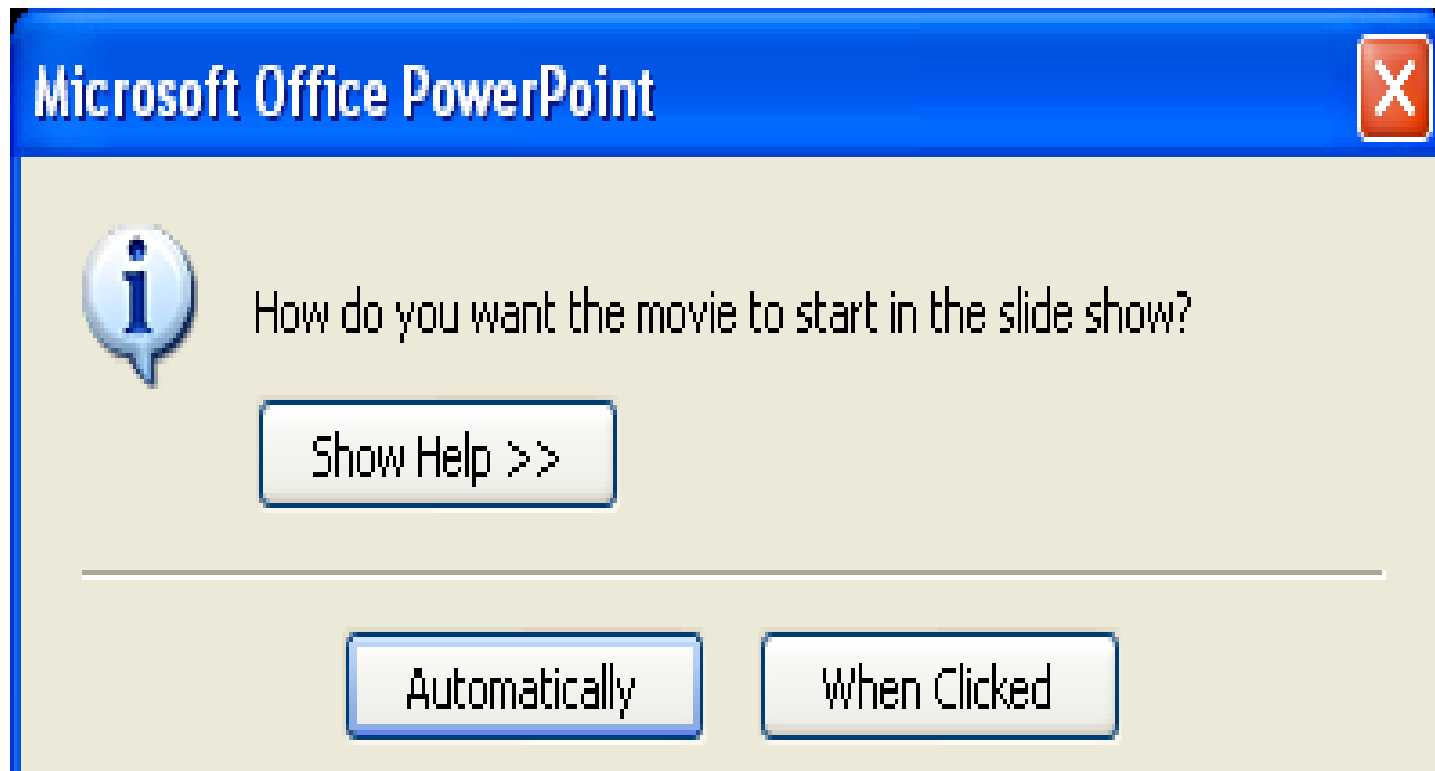 Microsoft Office PowerPoint
How do you want the movie to start in the slide show?
Show Help >>
Automatically
When Clicked